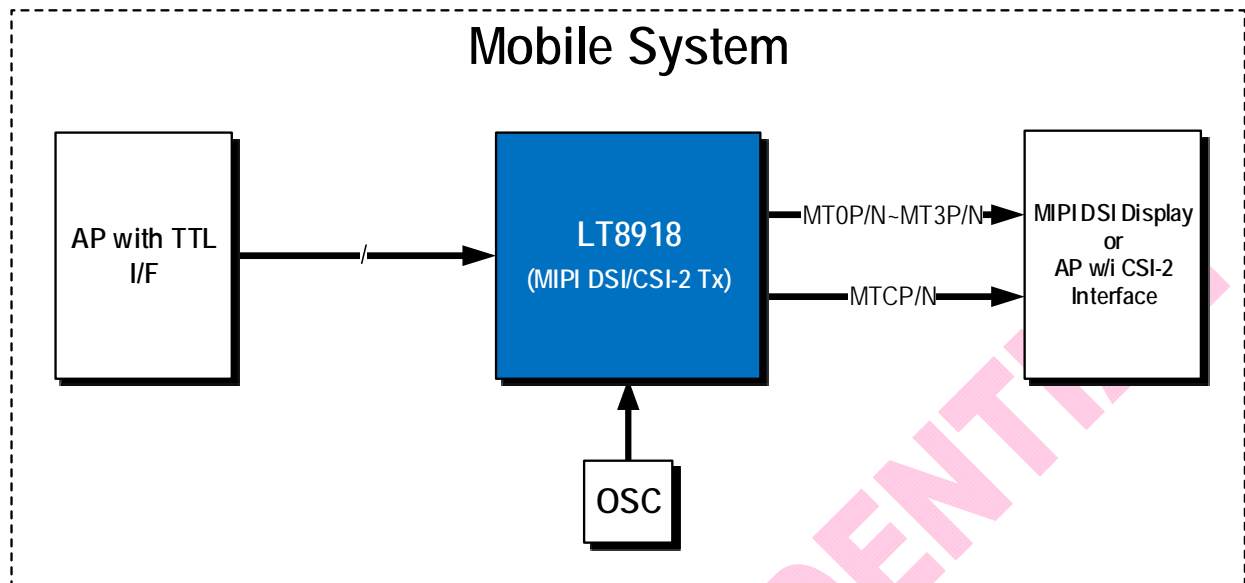 Mobile System
AP with TTL
I/F
/
LT8918
(MIPI DSI/CSI-2 Tx)
MT0P/N~MT3P/N
MTCP/N
MIPI DSI Display
or
AP w/i CSI-2
Interface
OSC